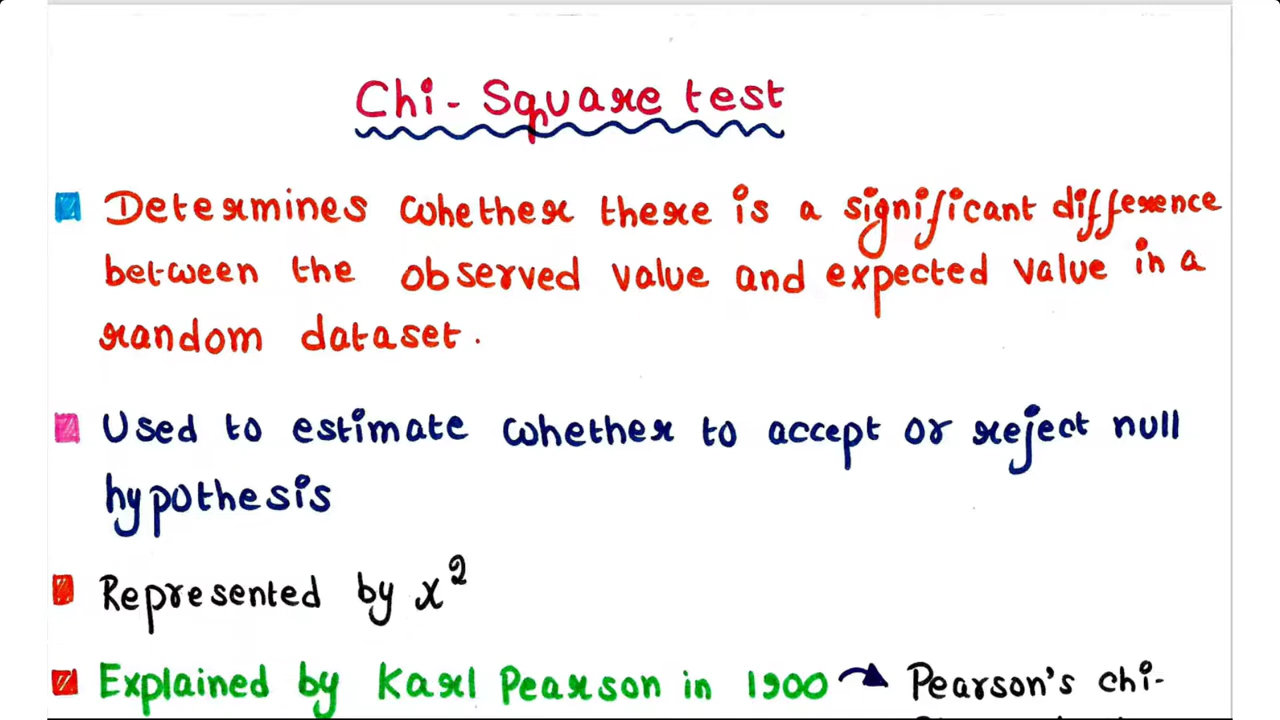 Chi- Square test
Determines whether there is a significant difference
between the observed value and expected value in a
random dataset.
Used to estimate whether to accept or reject null
hypothesis
Represented by x²
Explained by Karl Pearson in 1900 → Pearson's chi-